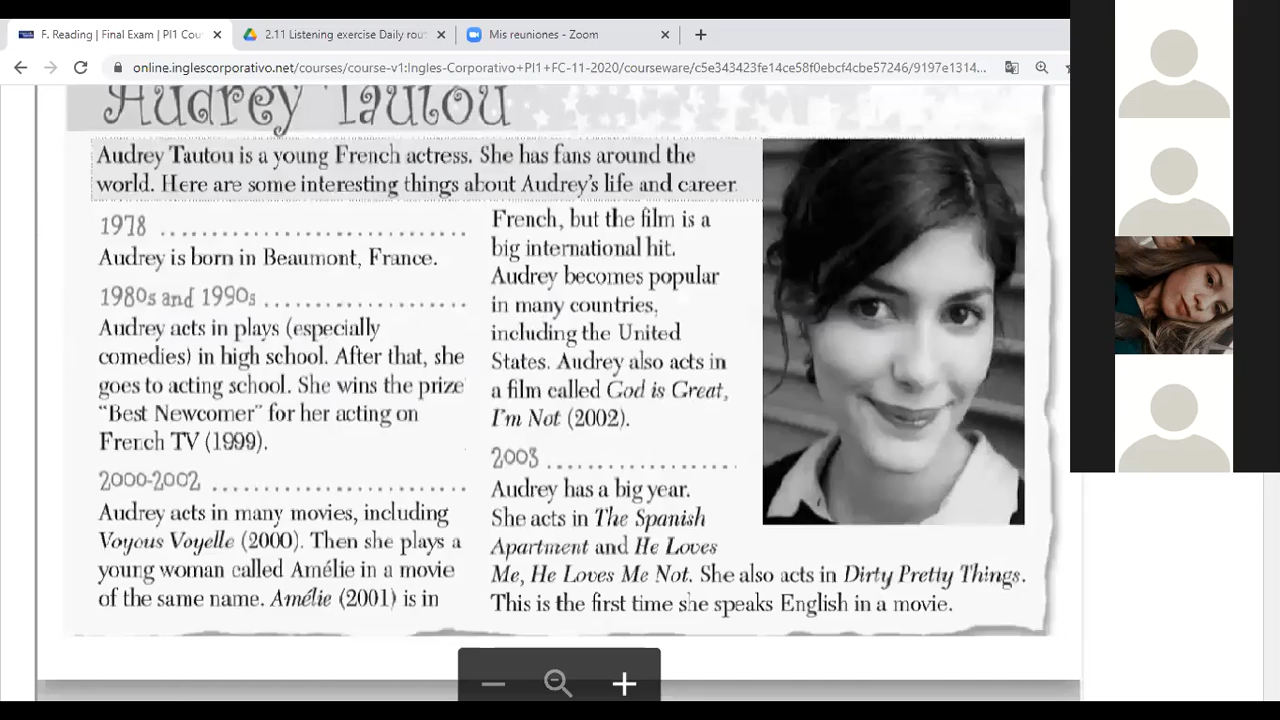 F. Reading | Final Exam | PI1 Cou
2.11 Listening exercise Daily rou
Mis reuniones - Zoom
online.inglescorporativo.net/courses/course-v1:Ingles-Corporativo+PI1+FC-11-2020/courseware/c5e343423fe14ce58f0ebcf4cbe57246/9197e1314...
Audrey Tautou
Audrey Tautou is a young French actress. She has fans around the
world. Here are some interesting things about Audrey's life and career
1978
Audrey is born in Beaumont, France.
1980s and 1990s
Audrey acts in plays (especially
comedies) in high school. After that, she
goes to acting school. She wins the prize
“Best Newcomer” for her acting on
French TV (1999).
2000-2002
Audrey acts in many movies, including
Voyous Voyelle (2000). Then she plays a
young woman called Amélie in a movie
of the same name. Amélie (2001) is in
French, but the film is a
big international hit.
Audrey becomes popular
in many countries,
including the United
States. Audrey also acts in
a film called God is Great,
I'm Not (2002).
2003
Audrey has a big year.
She acts in The Spanish
Apartment and He Loves
Me, He Loves Me Not. She also acts in Dirty Pretty Things.
This is the first time she speaks English in a movie.